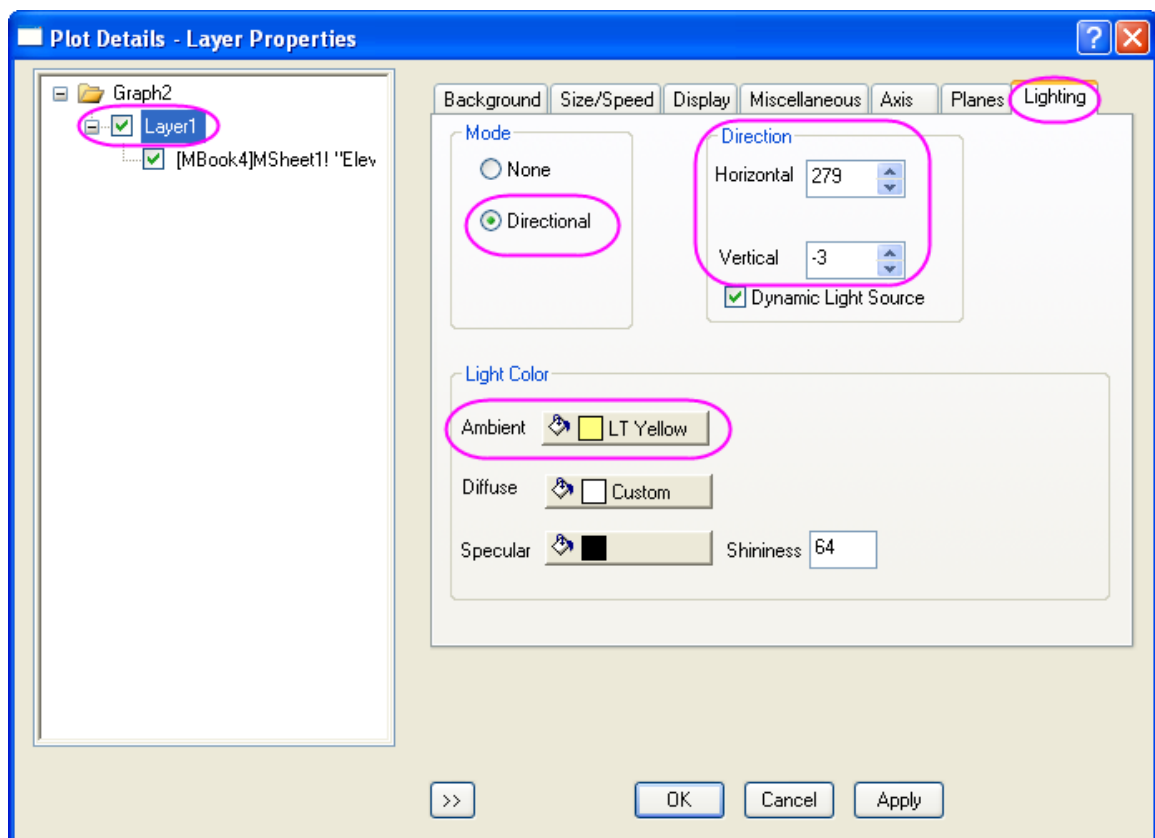 Plot Details - Layer Properties
Graph2
Layer1
[MBook4]MSheet1! "Elev
Background
Size/Speed
Display
Miscellaneous
Axis
Planes
Lighting
Mode
None
Directional
Direction
Horizontal 279
Vertical -3
Dynamic Light Source
Light Color
Ambient LT Yellow
Diffuse Custom
Specular
Shininess 64
>>
OK
Cancel
Apply